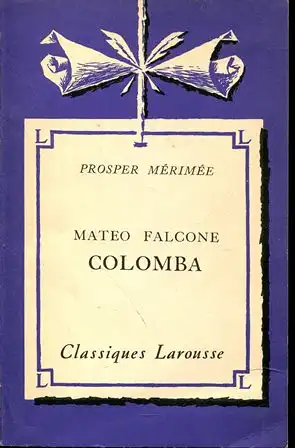 L L
PROSPER MÉRIMÉE
MATEO FALCONE
COLOMBA
Classiques Larousse
L L